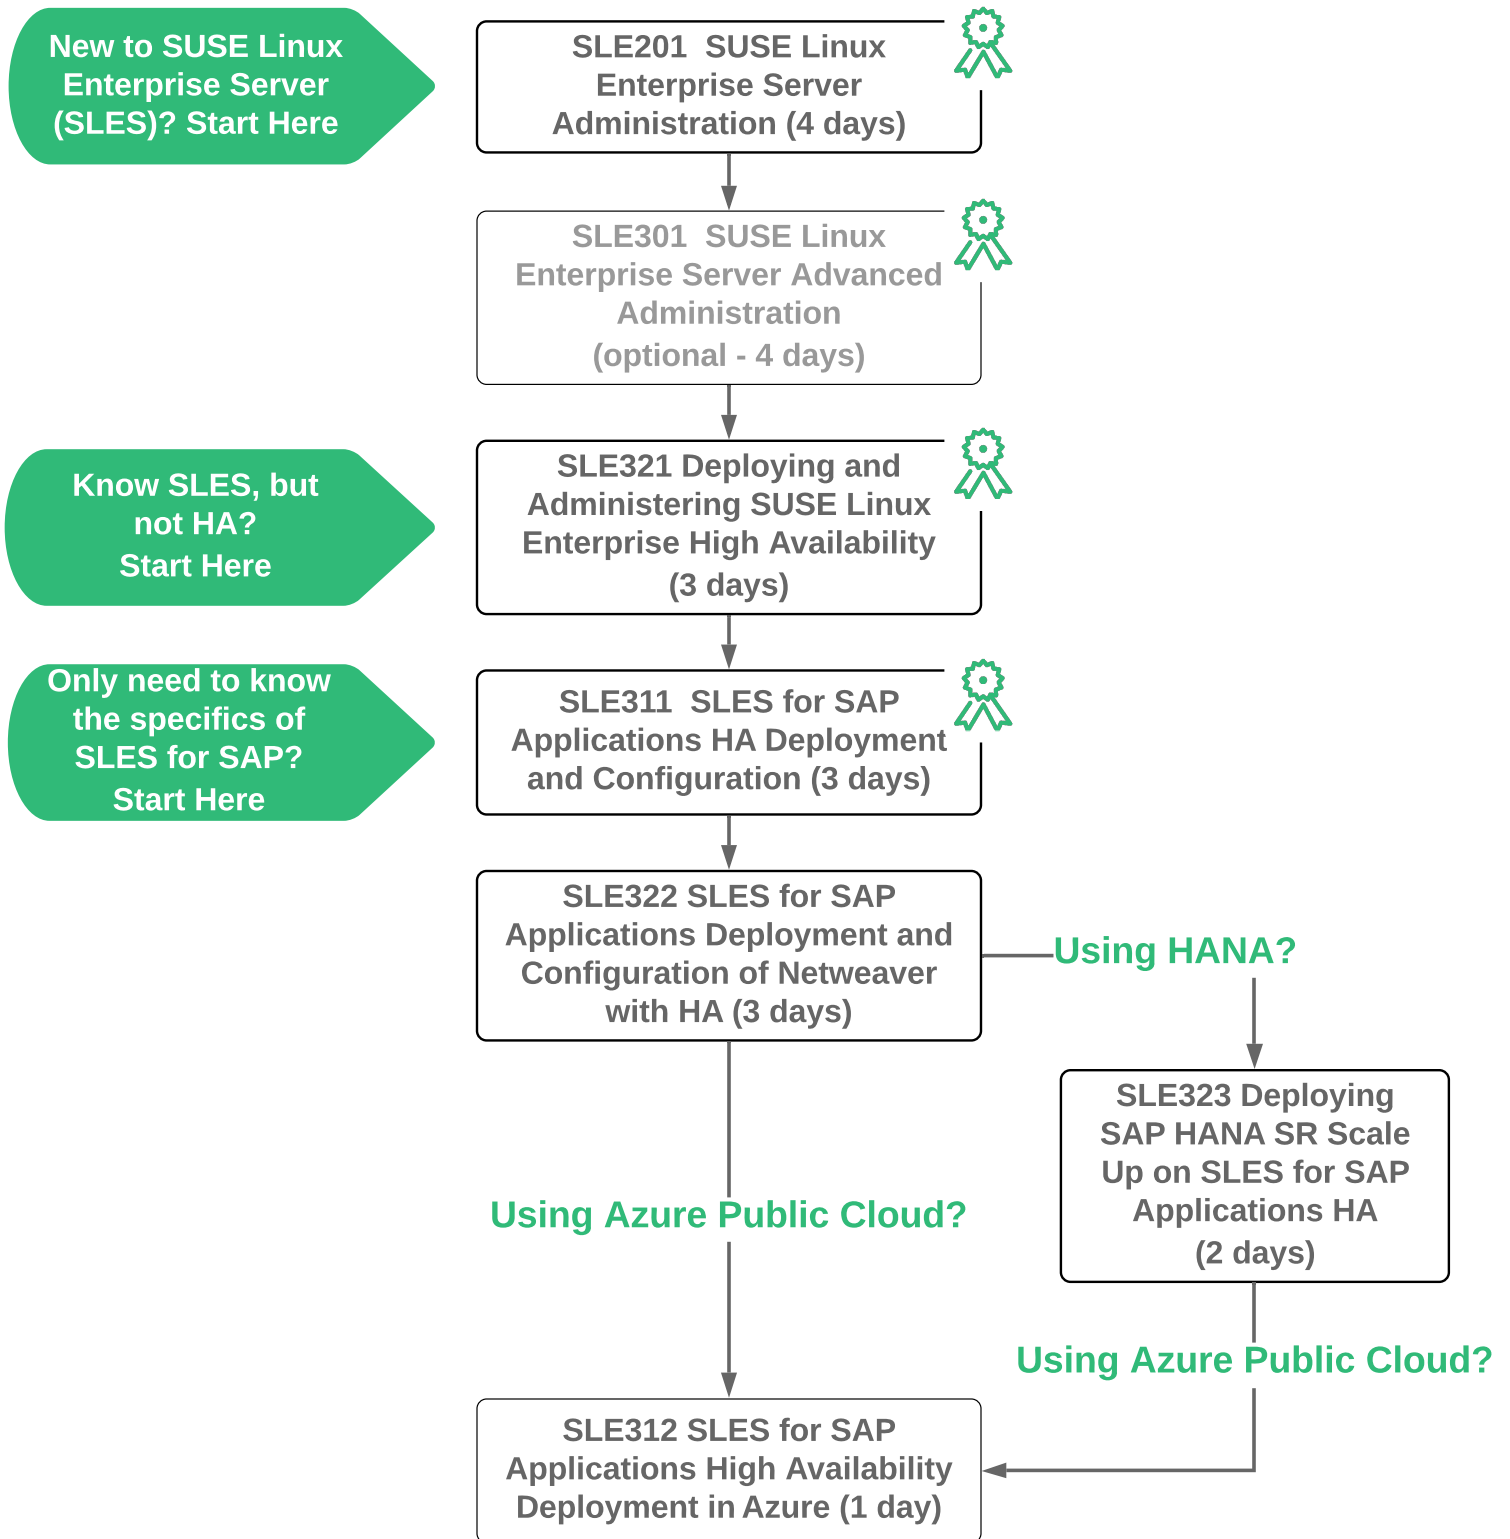 New to SUSE Linux
Enterprise Server
(SLES)? Start Here
SLE201  SUSE Linux
Enterprise Server
Administration (4 days)
SLE301  SUSE Linux
Enterprise Server Advanced
Administration
(optional - 4 days)
Know SLES, but
not HA?
Start Here
SLE321 Deploying and
Administering SUSE Linux
Enterprise High Availability
(3 days)
Only need to know
the specifics of
SLES for SAP?
Start Here
SLE311  SLES for SAP
Applications HA Deployment
and Configuration (3 days)
SLE322 SLES for SAP
Applications Deployment and
Configuration of Netweaver
with HA (3 days)
Using HANA?
SLE323 Deploying
SAP HANA SR Scale
Up on SLES for SAP
Applications HA
(2 days)
Using Azure Public Cloud?
Using Azure Public Cloud?
SLE312 SLES for SAP
Applications High Availability
Deployment in Azure (1 day)